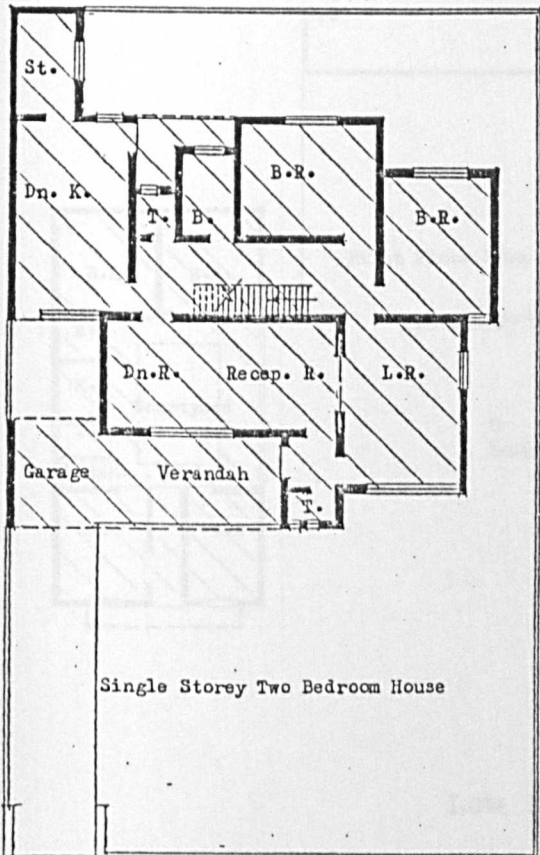 St.
B.R.
Dn. K.
T.
B.
B.R.
Dn.R.
Recep. R.
L.R.
Garage
Verandah
T.
Single Storey Two Bedroom House